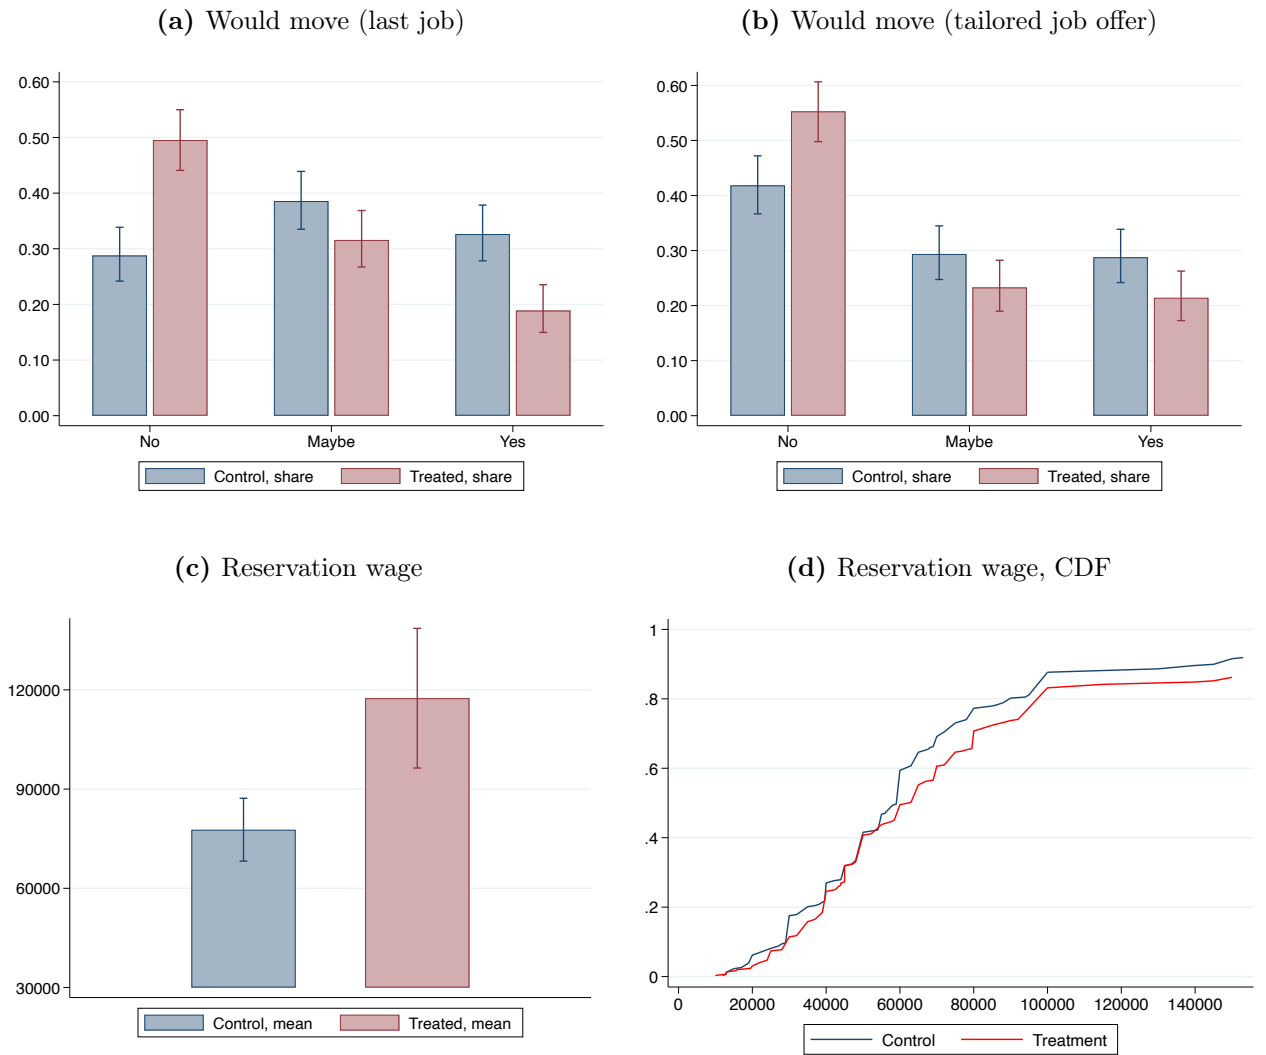 (a) Would move (last job)
0.60
0.50
0.40
0.30
0.20
0.10
0.00
No Maybe Yes
Control, share Treated, share
(b) Would move (tailored job offer)
0.60
0.50
0.40
0.30
0.20
0.10
0.00
No Maybe Yes
Control, share Treated, share
(c) Reservation wage
120000
90000
60000
30000
Control, mean Treated, mean
(d) Reservation wage, CDF
1
.8
.6
.4
.2
0
0 20000 40000 60000 80000 100000 120000 140000
Control Treatment